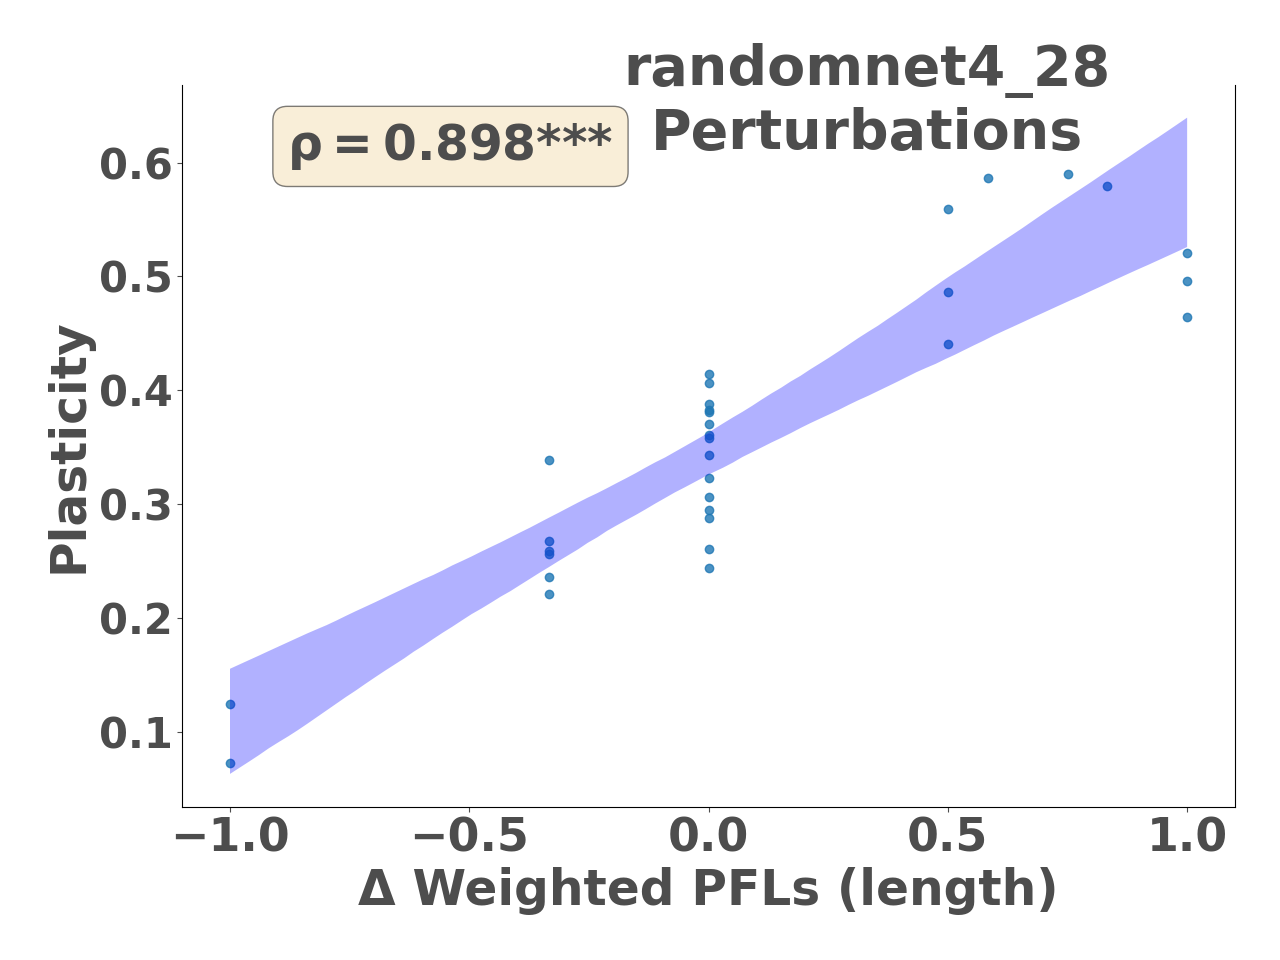 randomnet4_28
Perturbations
ρ = 0.898***
Plasticity
0.6
0.5
0.4
0.3
0.2
0.1
−1.0 −0.5 0.0 0.5 1.0
Δ Weighted PFLs (length)